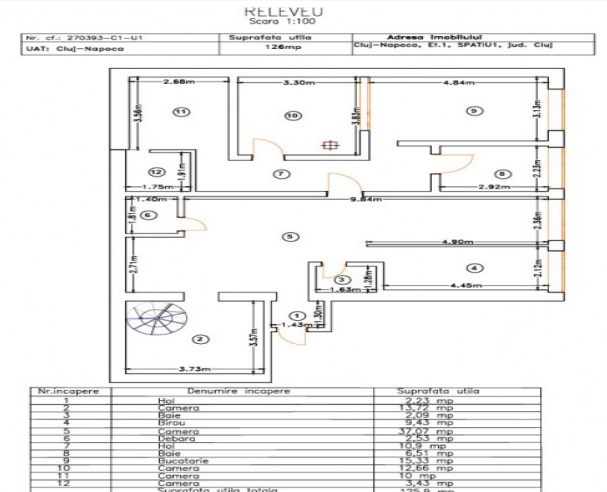 RELEVEU
Scara 1:100
Nr. cf.: 270393-C1-U1 Suprafata utila Adresa Imobilului
UAT: Cluj-Napoca 126mp Cluj-Napoca, Et.1, SPATIU1, jud. Cluj
2.68m 3.30m 4.84m
3.56m 11 10 3.83m 9 3.13m
12 1.91m 7 8 2.23m
1.75m 2.92m
1.40m 9.84m
1.81m 6 5 2.36m
4.90m
2.71m 3 1.28m 4 2.12m
1.63m 4.45m
1 1.30m
1.43m
2 3.57m
3.73m
Nr.incapere Denumire incapere Suprafata utila
1 Hol 2,23 mp
2 Camera 13,72 mp
3 Baie 2,09 mp
4 Birou 9,43 mp
5 Camera 37,07 mp
6 Debara 2,53 mp
7 Hol 10,9 mp
8 Baie 6,51 mp
9 Bucatarie 15,33 mp
10 Camera 12,66 mp
11 Camera 10 mp
12 Camera 3,43 mp
Suprafata utila totala 125,9 mp